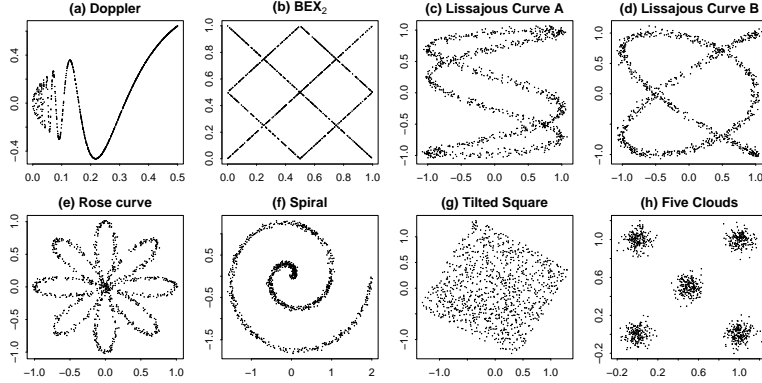 (a) Doppler
(b) BEX₂
(c) Lissajous Curve A
(d) Lissajous Curve B
−0.4 0.0 0.4
0.0 0.1 0.2 0.3 0.4 0.5
0.0 0.2 0.4 0.6 0.8 1.0
0.0 0.2 0.4 0.6 0.8 1.0
−1.0 −0.5 0.0 0.5 1.0
−1.0 0.0 0.5 1.0
−1.0 0.0 0.5 1.0
−1.0 0.0 0.5 1.0
(e) Rose curve
(f) Spiral
(g) Tilted Square
(h) Five Clouds
−1.0 −0.5 0.0 0.5 1.0
−1.0 −0.5 0.0 0.5 1.0
−1.5 −0.5 0.5
−1 0 1 2
−1.0 0.0 0.5 1.0
−1.0 0.0 0.5 1.0
−0.2 0.2 0.6 1.0
−0.2 0.2 0.6 1.0